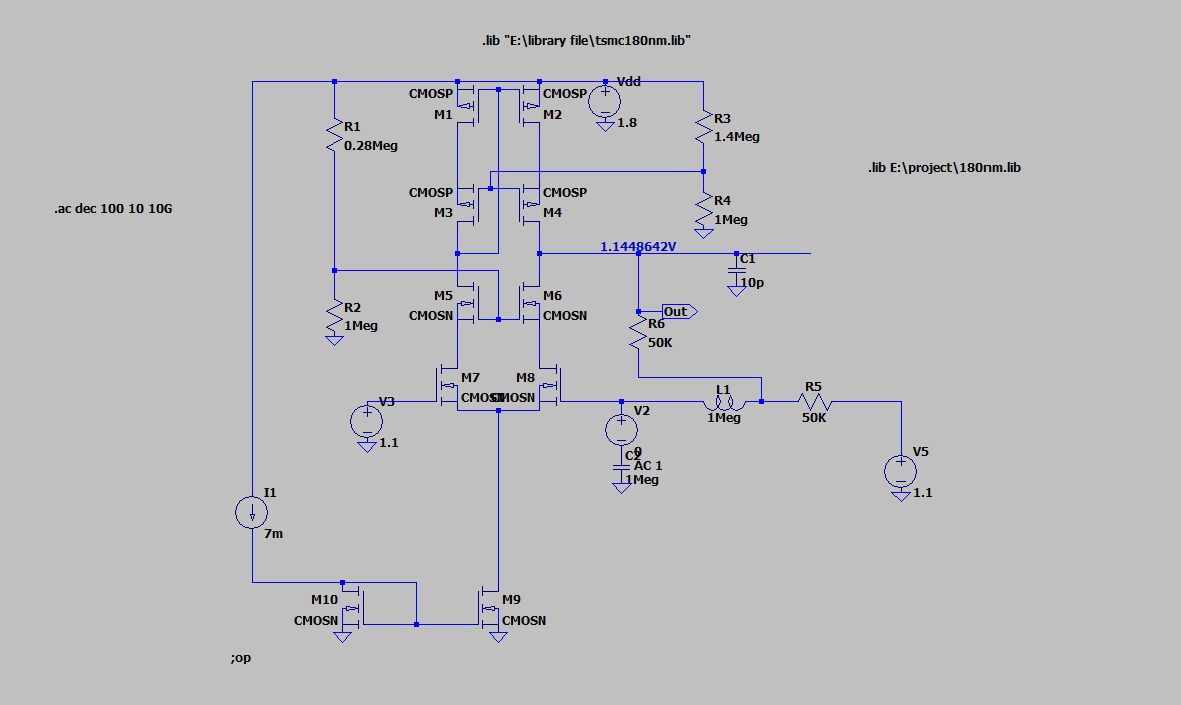 .lib "E:\library file\tsmc180nm.lib"
Vdd
CMOSP
CMOSP
M1
M2
1.8
R1
0.28Meg
R3
1.4Meg
.lib E:\project\180nm.lib
CMOSP
CMOSP
M3
M4
R4
1Meg
.ac dec 100 10 10G
1.1448642V
C1
10p
M5
M6
CMOSN
CMOSN
R2
1Meg
Out
R6
50K
M7
M8
CMOSN
CMOSN
V3
1.1
L1
1Meg
R5
50K
V2
0
AC 1
C2
1Meg
V5
1.1
I1
7m
M10
CMOSN
M9
CMOSN
;op